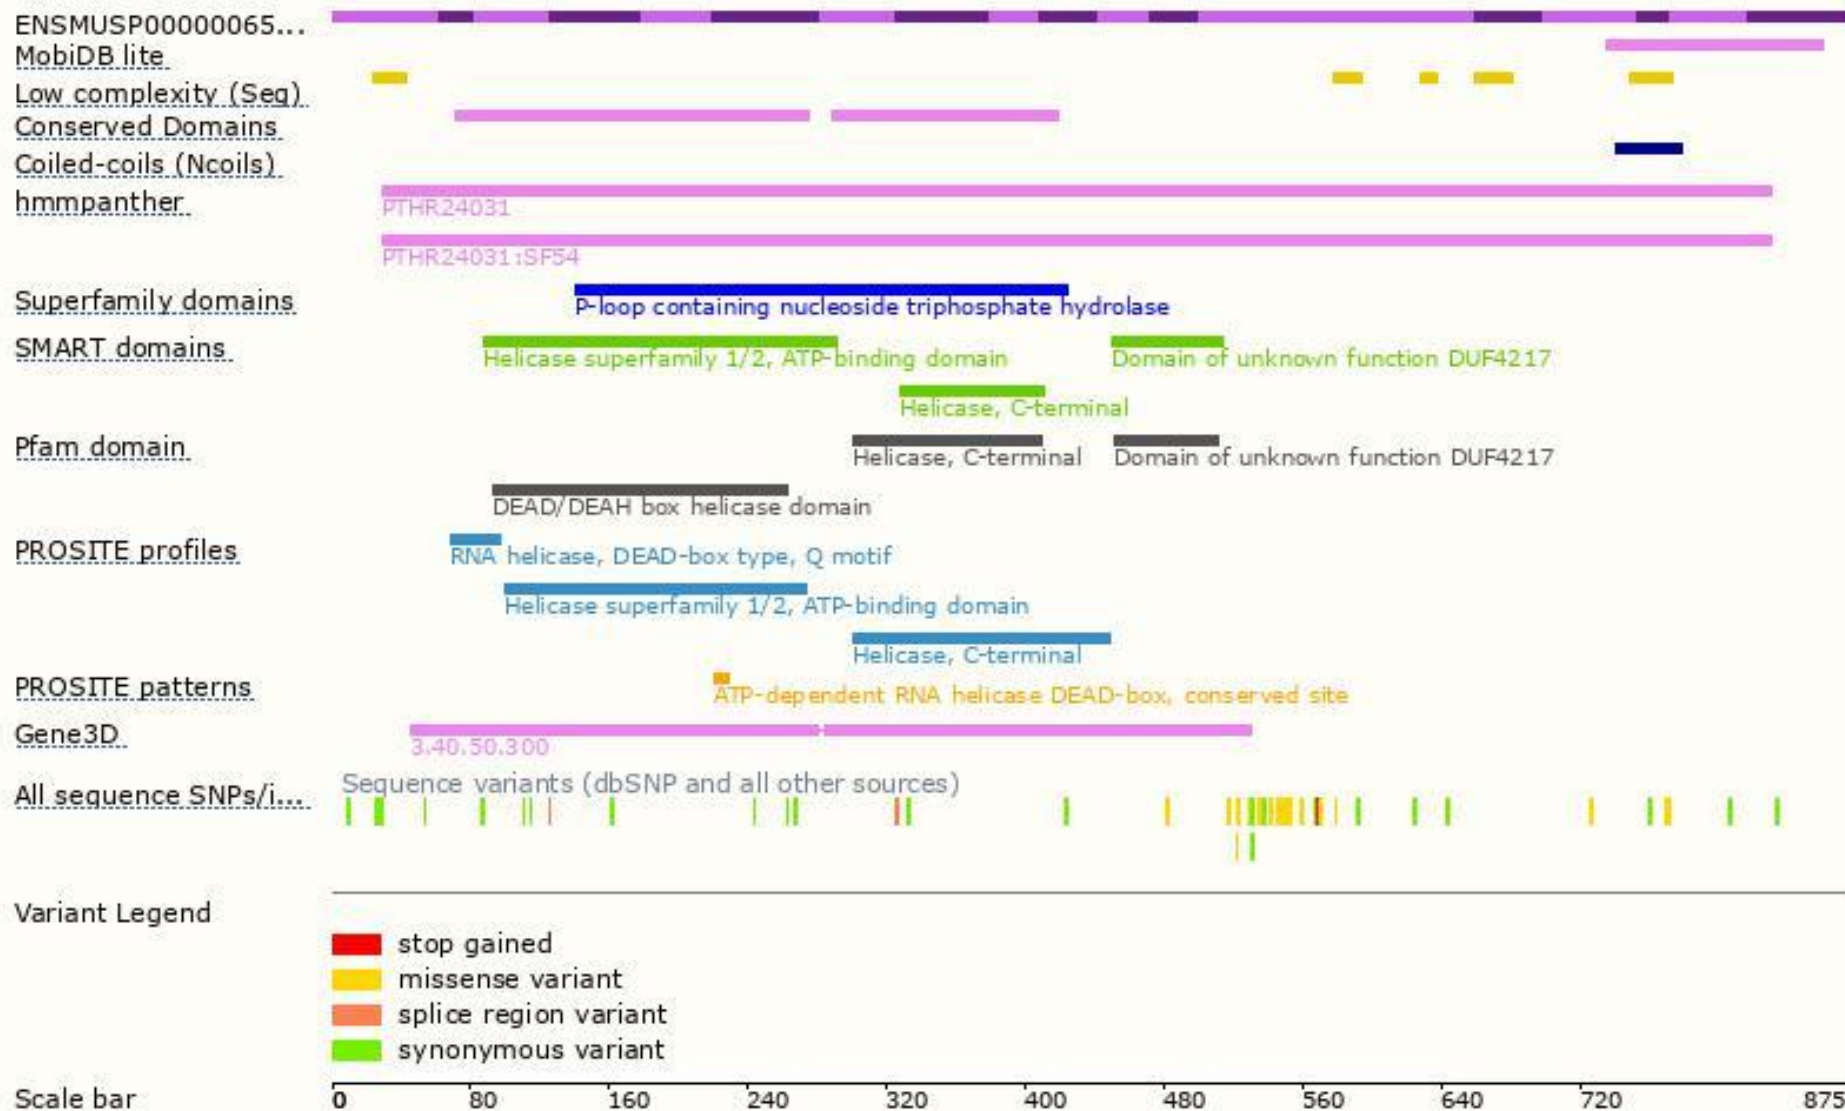 ENSMUSP00000065...
MobiDB lite
Low complexity (Seg)
Conserved Domains
Coiled-coils (Ncoils)
hmmpanther
PTHR24031
PTHR24031:SF54
Superfamily domains
P-loop containing nucleoside triphosphate hydrolase
SMART domains
Helicase superfamily 1/2, ATP-binding domain
Domain of unknown function DUF4217
Helicase, C-terminal
Pfam domain
Helicase, C-terminal
Domain of unknown function DUF4217
DEAD/DEAH box helicase domain
PROSITE profiles
RNA helicase, DEAD-box type, Q motif
Helicase superfamily 1/2, ATP-binding domain
Helicase, C-terminal
PROSITE patterns
ATP-dependent RNA helicase DEAD-box, conserved site
Gene3D
3.40.50.300
All sequence SNPs/i...
Sequence variants (dbSNP and all other sources)
Variant Legend
stop gained
missense variant
splice region variant
synonymous variant
Scale bar
0 80 160 240 320 400 480 560 640 720 875